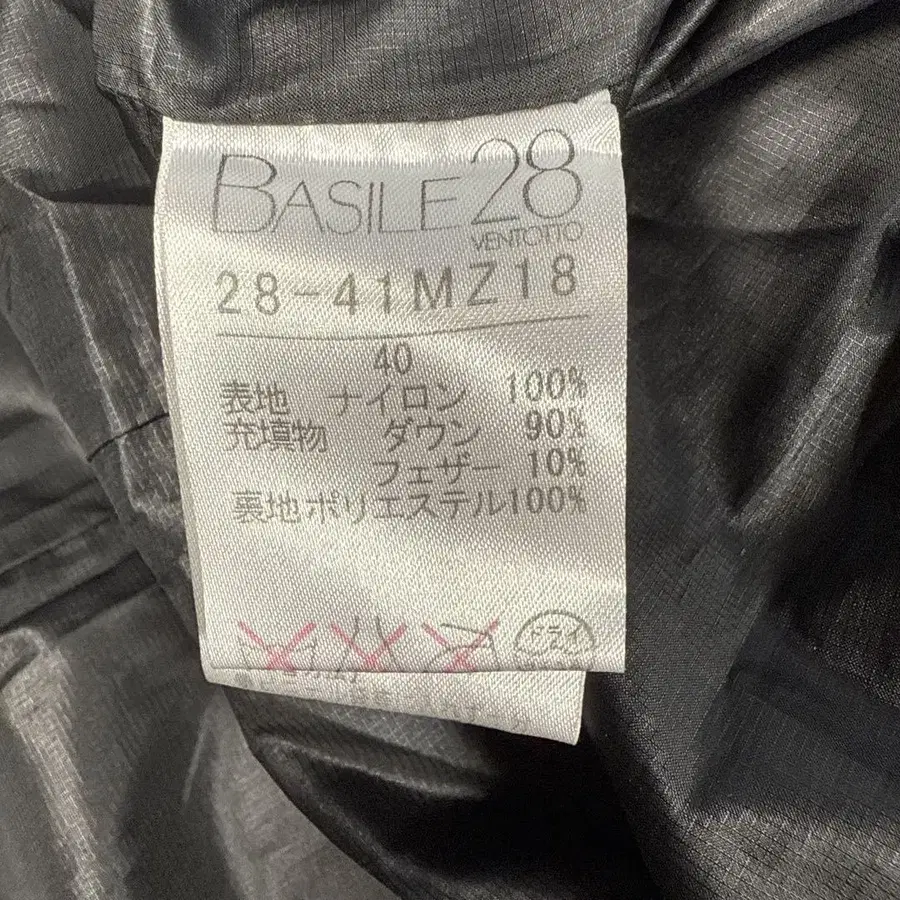 BASILE28
VENTOTTO
28-41MZ18
40
表地 ナイロン 100%
充填物 ダウン 90%
フェザー 10%
裏地ポリエステル100%
ドライ